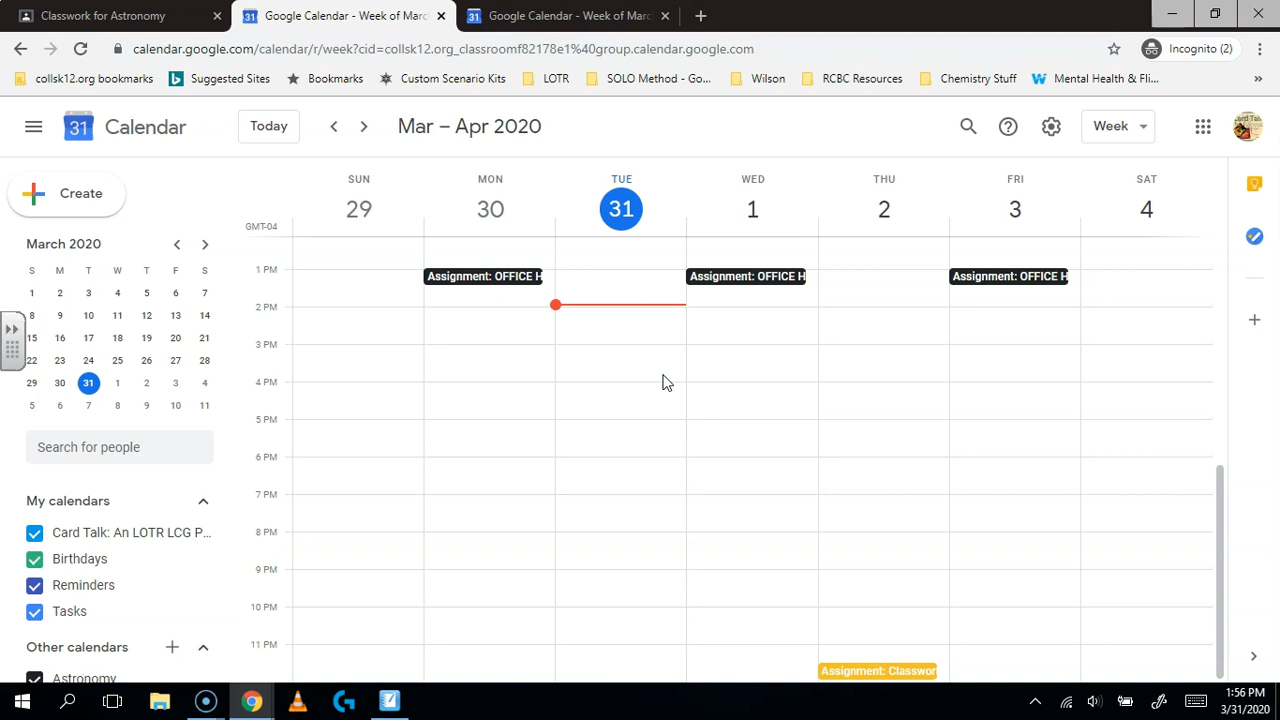 Classwork for Astronomy
Google Calendar - Week of Marc
Google Calendar - Week of Marc
calendar.google.com/calendar/r/week?cid=collsk12.org_classroomf82178e1%40group.calendar.google.com
Incognito (2)
collsk12.org bookmarks
Suggested Sites
Bookmarks
Custom Scenario Kits
LOTR
SOLO Method - Go...
Wilson
RCBC Resources
Chemistry Stuff
Mental Health & Fli...
»
31
Calendar
Today
Mar – Apr 2020
Week
Create
SUN MON TUE WED THU FRI SAT
29 30 31 1 2 3 4
GMT-04
March 2020
S M T W T F S
1 2 3 4 5 6 7
8 9 10 11 12 13 14
15 16 17 18 19 20 21
22 23 24 25 26 27 28
29 30 31 1 2 3 4
5 6 7 8 9 10 11
Search for people
My calendars
Card Talk: An LOTR LCG P...
Birthdays
Reminders
Tasks
Other calendars
Astronomy
1 PM
Assignment: OFFICE H
Assignment: OFFICE H
Assignment: OFFICE H
2 PM
3 PM
4 PM
5 PM
6 PM
7 PM
8 PM
9 PM
10 PM
11 PM
Assignment: Classwor
1:56 PM
3/31/2020